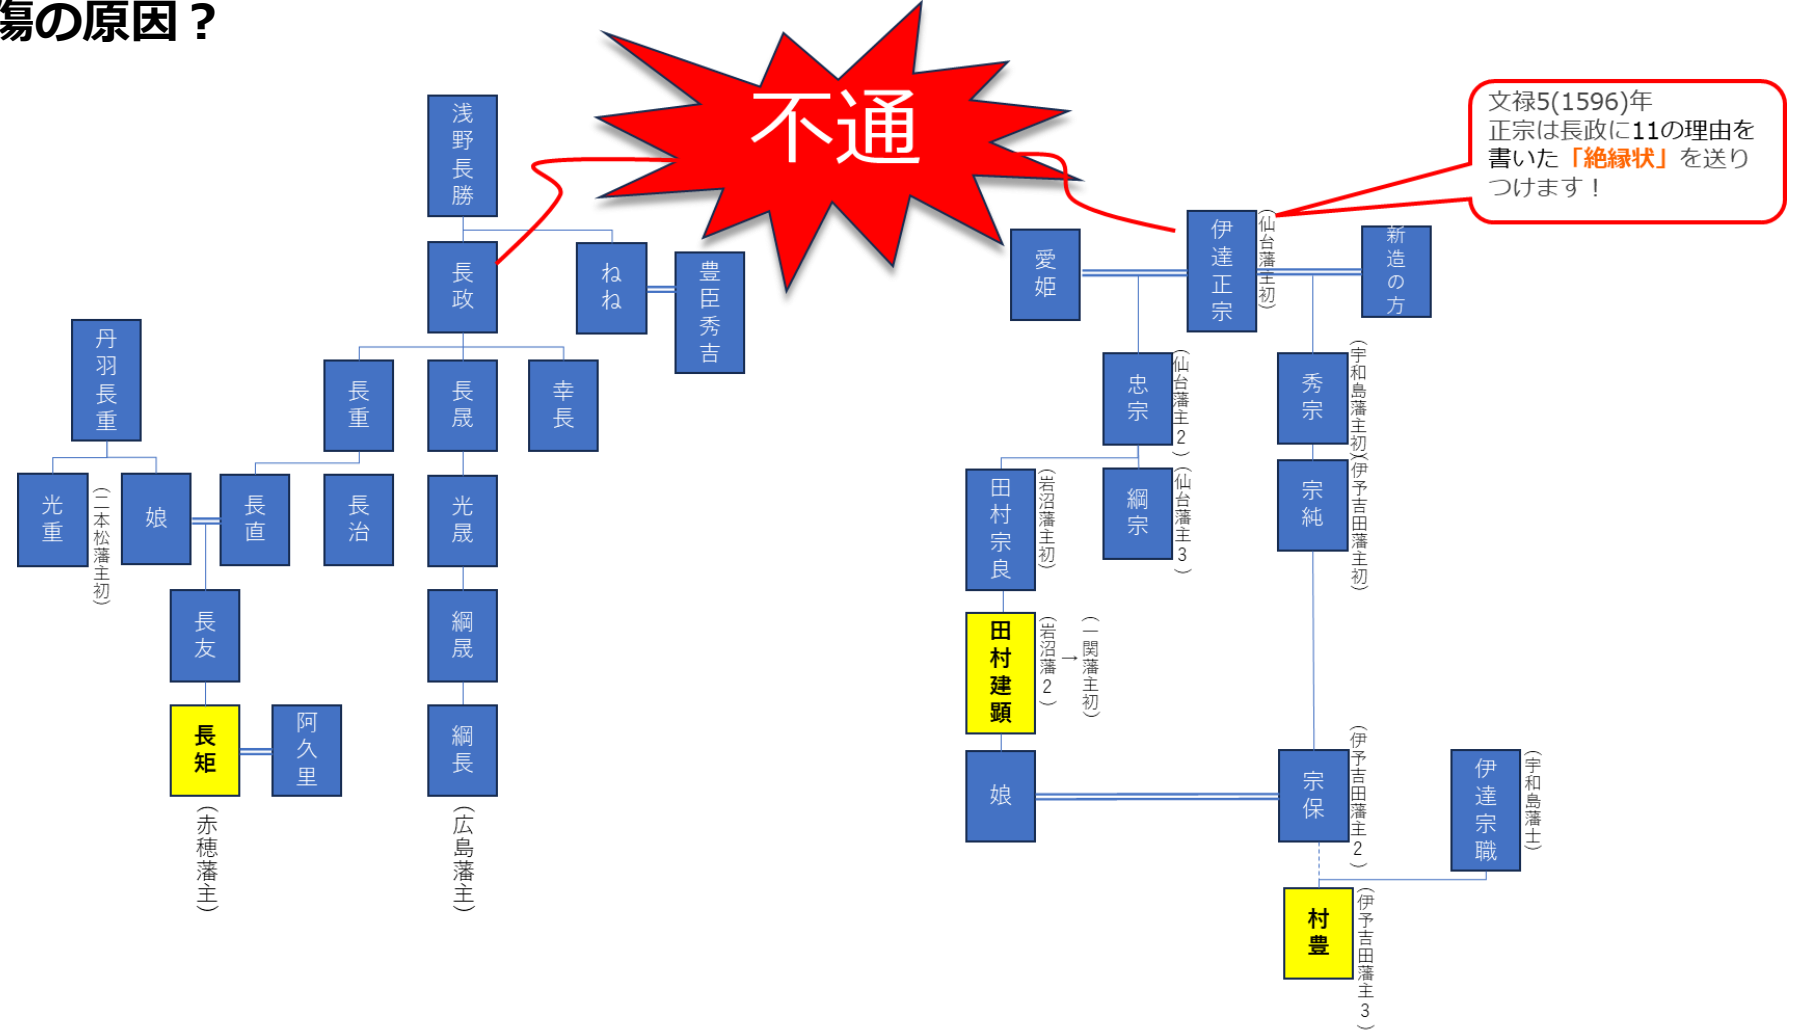 傷の原因？
不通
文禄5(1596)年
正宗は長政に11の理由を
書いた「絶縁状」を送り
つけます！
浅野長勝
長政
ねね
豊臣秀吉
丹羽長重
長重
長晟
幸長
光重
(二本松藩主初)
娘
長直
長治
光晟
長友
綱晟
長矩
阿久里
綱長
(赤穂藩主)
(広島藩主)
愛姫
伊達正宗
(仙台藩主初)
新造の方
忠宗
(仙台藩主2)
秀宗
(宇和島藩主初)
田村宗良
(岩沼藩主初)
綱宗
(仙台藩主3)
宗純
(伊予吉田藩主初)
田村建顕
(岩沼藩2)
→
(一関藩主初)
娘
宗保
(伊予吉田藩主2)
伊達宗職
(宇和島藩士)
村豊
(伊予吉田藩主3)